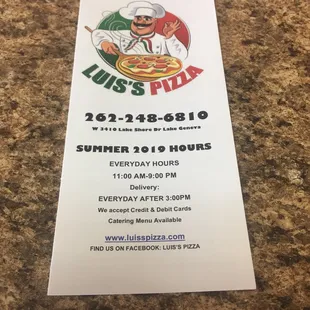 LUIS'S PIZZA
262-248-6810
W 3410 Lake Shore Dr Lake Geneva
SUMMER 2019 HOURS
EVERYDAY HOURS
11:00 AM-9:00 PM
Delivery:
EVERYDAY AFTER 3:00PM
We accept Credit & Debit Cards
Catering Menu Available
www.luisspizza.com
FIND US ON FACEBOOK: LUIS'S PIZZA